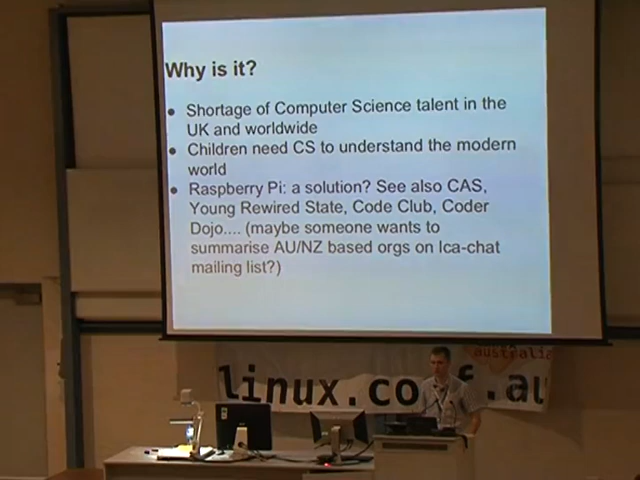 Why is it?
• Shortage of Computer Science talent in the
UK and worldwide
• Children need CS to understand the modern
world
• Raspberry Pi: a solution? See also CAS,
Young Rewired State, Code Club, Coder
Dojo.... (maybe someone wants to
summarise AU/NZ based orgs on lca-chat
mailing list?)
australia
linux.conf.au